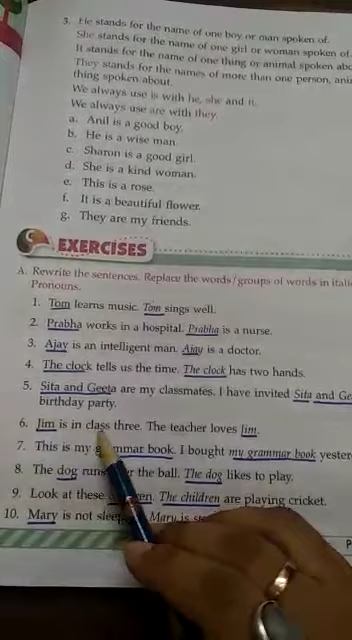 3. He stands for the name of one boy or man spoken of.
She stands for the name of one girl or woman spoken of.
It stands for the name of one thing or animal spoken
They stands for the names of more than one person,
thing spoken about.
We always use is with he, she and it.
We always use are with they.
a. Anil is a good boy.
b. He is a wise man.
c. Sharon is a good girl.
d. She is a kind woman.
e. This is a rose.
f. It is a beautiful flower.
g. They are my friends.
EXERCISES
A. Rewrite the sentences. Replace the words/groups of words in
Pronouns.
1. Tom learns music. Tom sings well.
2. Prabha works in a hospital. Prabha is a nurse.
3. Ajay is an intelligent man. Ajay is a doctor.
4. The clock tells us the time. The clock has two hands.
5. Sita and Geeta are my classmates. I have invited Sita and
birthday party.
6. Jim is in class three. The teacher loves Jim.
7. This is my book. I bought my grammar book
8. The dog the ball. The dog likes to play.
9. Look at these The children are playing cricket.
10. Mary is not Mary is